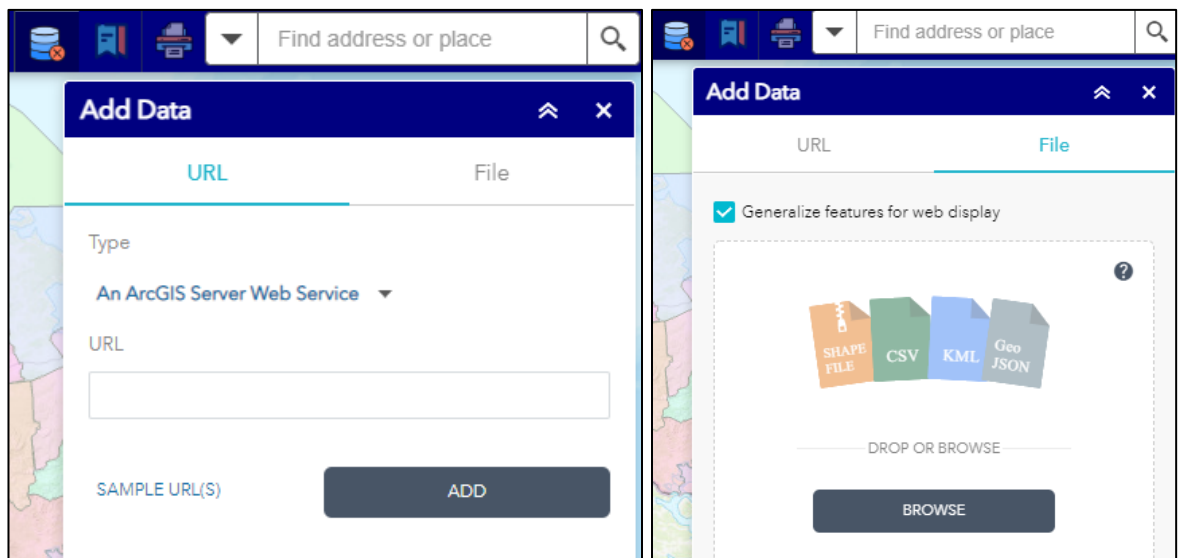 Find address or place
Add Data
URL File
Type
An ArcGIS Server Web Service
URL
SAMPLE URL(S) ADD
Find address or place
Add Data
URL File
Generalize features for web display
?
SHAPE FILE
CSV
KML
Geo JSON
DROP OR BROWSE
BROWSE